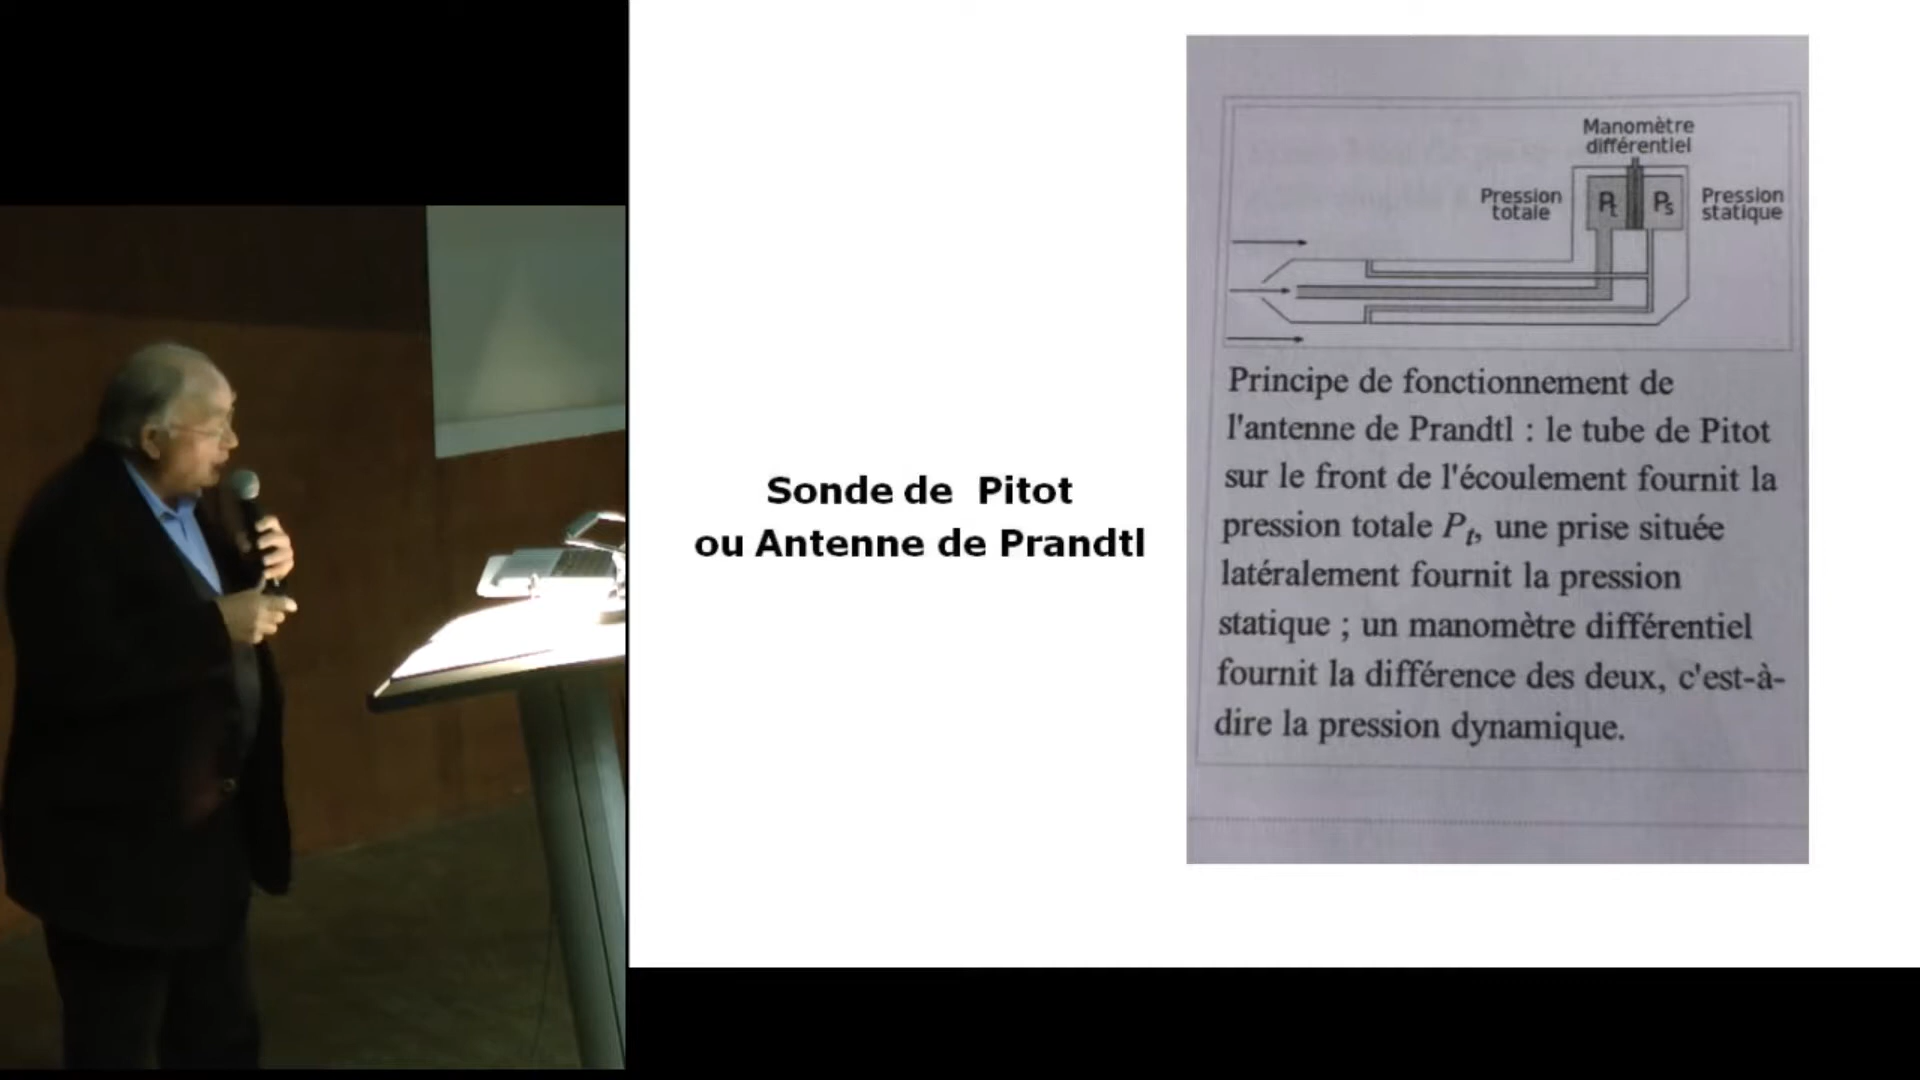 Sonde de Pitot
ou Antenne de Prandtl
Manomètre
différentiel
Pression
totale
Pt
Ps
Pression
statique
Principe de fonctionnement de
l'antenne de Prandtl : le tube de Pitot
sur le front de l'écoulement fournit la
pression totale Pt, une prise située
latéralement fournit la pression
statique ; un manomètre différentiel
fournit la différence des deux, c'est-à-
dire la pression dynamique.